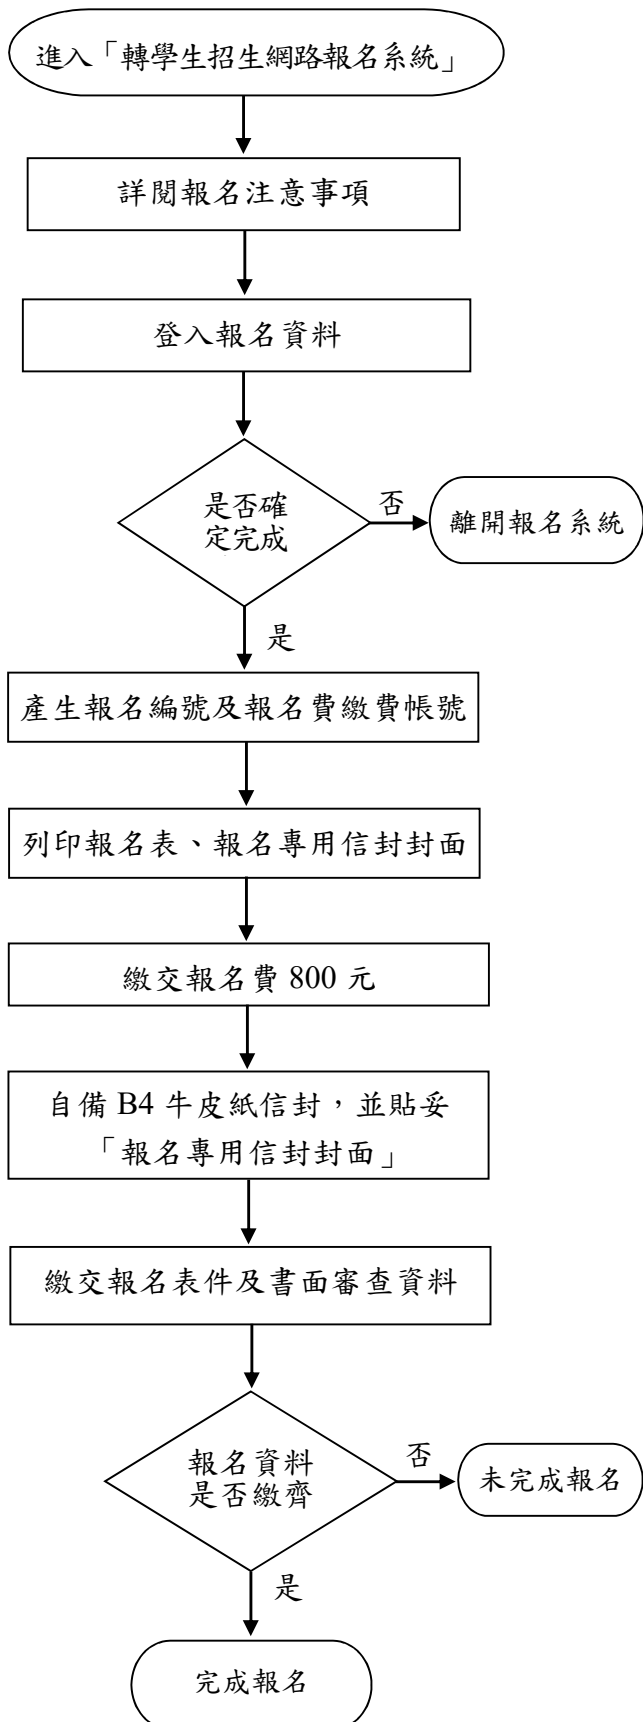 進入「轉學生招生網路報名系統」
詳閱報名注意事項
登入報名資料
是否確
定完成
否
離開報名系統
是
產生報名編號及報名費繳費帳號
列印報名表、報名專用信封封面
繳交報名費 800 元
自備 B4 牛皮紙信封，並貼妥
「報名專用信封封面」
繳交報名表件及書面審查資料
報名資料
是否繳齊
否
未完成報名
是
完成報名